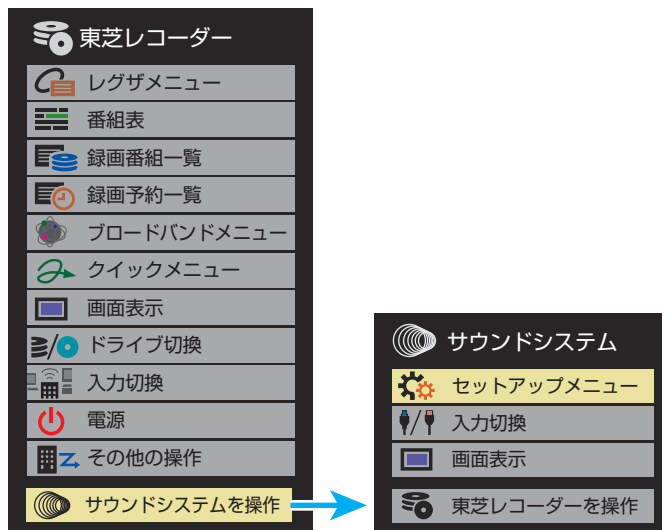 東芝レコーダー
レグザメニュー
番組表
録画番組一覧
録画予約一覧
ブロードバンドメニュー
クイックメニュー
画面表示
ドライブ切換
入力切換
電源
その他の操作
サウンドシステムを操作
サウンドシステム
セットアップメニュー
入力切換
画面表示
東芝レコーダーを操作